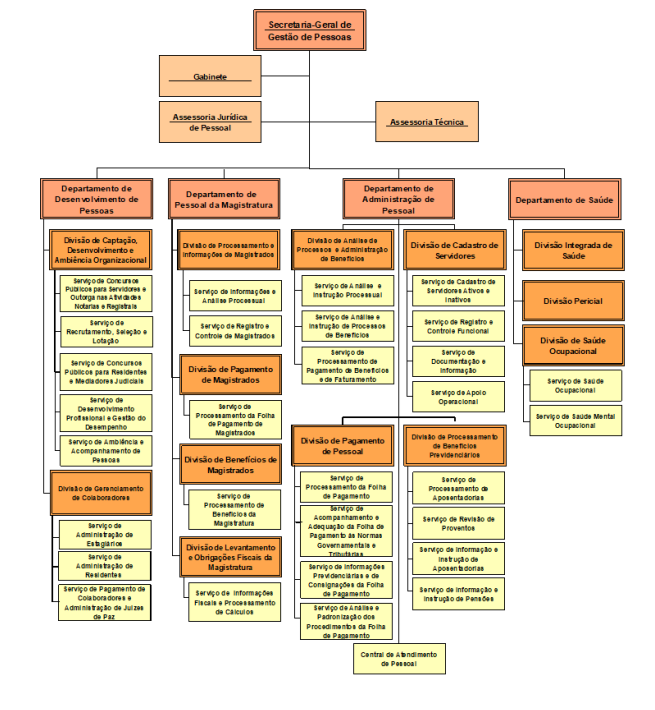 Secretaria-Geral de
Gestão de Pessoas
Gabinete
Assessoria Jurídica
de Pessoal
Assessoria Técnica
Departamento de
Desenvolvimento de
Pessoas
Divisão de Captação,
Desenvolvimento e
Ambiência Organizacional
Serviço de Concursos
Públicos para Servidores e
Outorga nas Atividades
Notarias e Registrais
Serviço de
Recrutamento, Seleção e
Lotação
Serviço de Concursos
Públicos para Residentes
e Mediadores Judiciais
Serviço de
Desenvolvimento
Profissional e Gestão do
Desempenho
Serviço de Ambiência e
Acompanhamento de
Pessoas
Divisão de Gerenciamento
de Colaboradores
Serviço de
Administração de
Estagiários
Serviço de
Administração de
Residentes
Serviço de Pagamento de
Colaboradores e
Administração de Juízes
de Paz
Departamento de
Pessoal da Magistratura
Divisão de Processamento e
Informações de Magistrados
Serviço de Informações e
Análise Processual
Serviço de Registro e
Controle de Magistrados
Divisão de Pagamento
de Magistrados
Serviço de
Processamento da Folha
de Pagamento de
Magistrados
Divisão de Benefícios de
Magistrados
Serviço de
Processamento de
Benefícios da
Magistratura
Divisão de Levantamento
e Obrigações Fiscais da
Magistratura
Serviço de Informações
Fiscais e Processamento
de Cálculos
Departamento de
Administração de
Pessoal
Divisão de Análise de
Processos e Administração
de Benefícios
Serviço de Análise e
Instrução Processual
Serviço de Análise e
Instrução de Processos
de Benefícios
Serviço de
Processamento de
Pagamento de Benefícios
e de Faturamento
Divisão de Cadastro de
Servidores
Serviço de Cadastro de
Servidores Ativos e
Inativos
Serviço de Registro e
Controle Funcional
Serviço de
Documentação e
Informação
Serviço de Apoio
Operacional
Divisão de Pagamento
de Pessoal
Serviço de
Processamento da Folha
de Pagamento
Serviço de
Acompanhamento e
Adequação da Folha de
Pagamento às Normas
Governamentais e
Tributárias
Serviço de Informações
Previdenciárias e de
Consignações da Folha
de Pagamento
Serviço de Análise e
Padronização dos
Procedimentos da Folha
de Pagamento
Divisão de Processamento
de Benefícios
Previdenciários
Serviço de
Processamento de
Aposentadorias
Serviço de Revisão de
Proventos
Serviço de Informação e
Instrução de
Aposentadorias
Serviço de Informação e
Instrução de Pensões
Central de Atendimento
de Pessoal
Departamento de Saúde
Divisão Integrada de
Saúde
Divisão Pericial
Divisão de Saúde
Ocupacional
Serviço de Saúde
Ocupacional
Serviço de Saúde Mental
Ocupacional